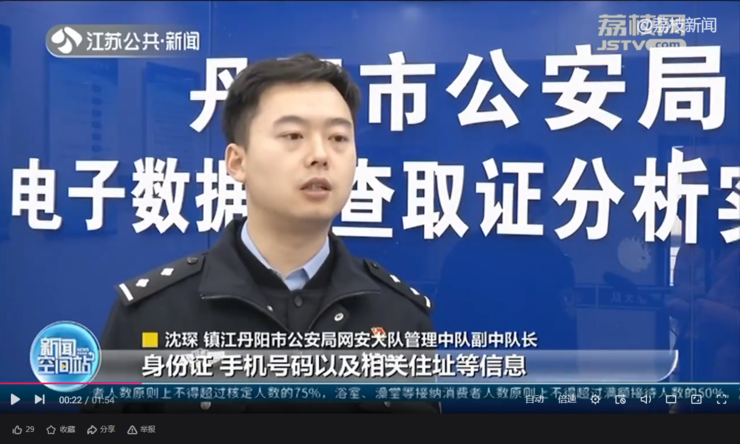 江苏公共·新闻
荔枝网
@荔枝新闻
JSTV.com
丹 市公安局
电子数据 查取证分析实
沈琛 镇江丹阳市公安局网安大队管理中队副中队长
新闻
空间站
身份证 手机号码以及相关住址等信息
者人数原则上不得超过核定人数的75%，浴室、澡堂等接纳消费者人数原则上不得超过满额接纳人数的50%
00:22 / 01:54
自动 倍速
29 收藏 分享 举报